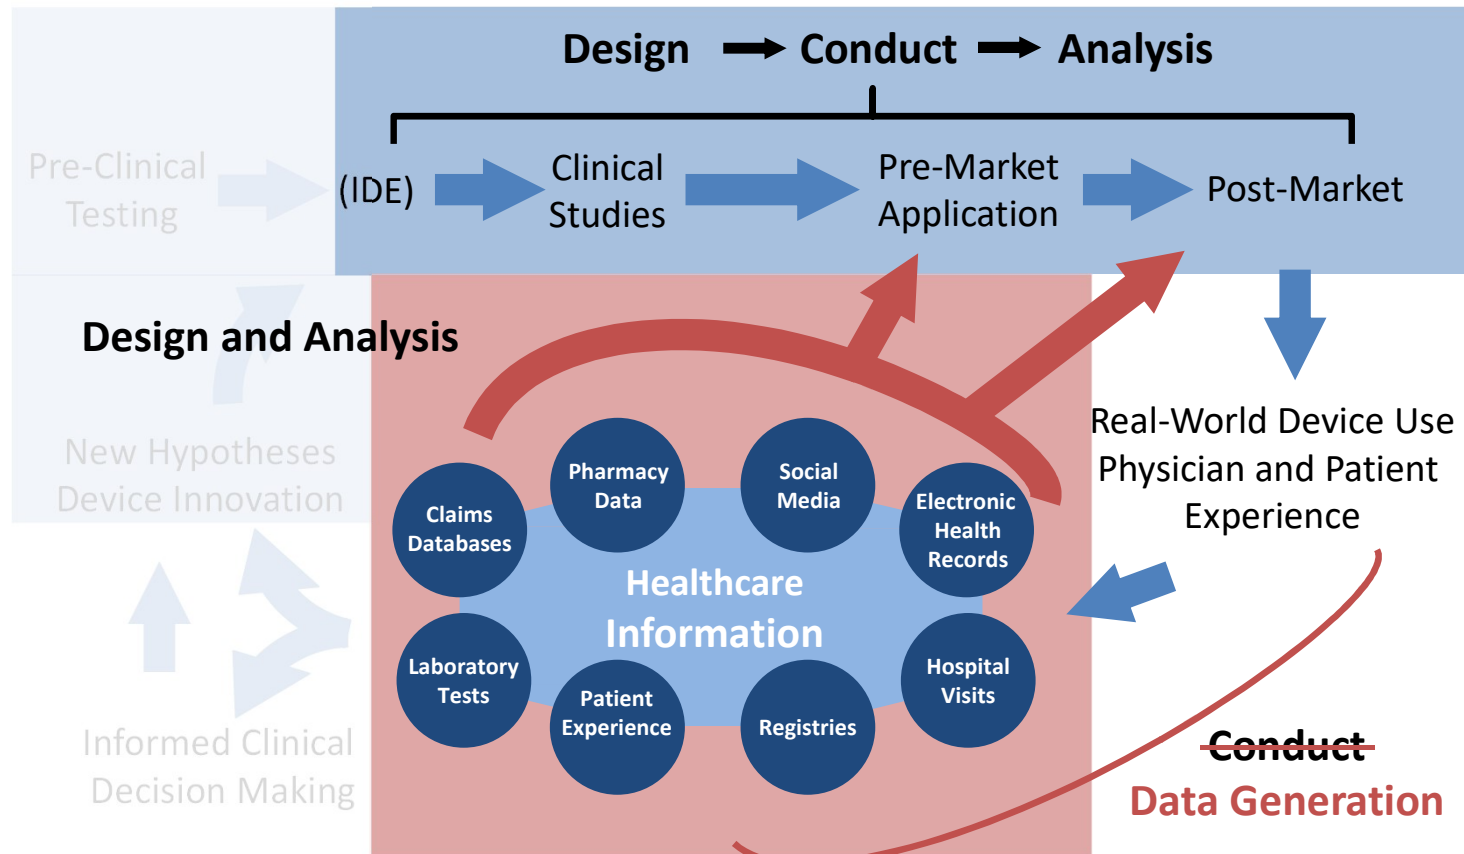 Design Conduct Analysis
Pre-Clinical
Testing
(IDE)
Clinical
Studies
Pre-Market
Application
Post-Market
Design and Analysis
New Hypotheses
Device Innovation
Informed Clinical
Decision Making
Claims
Databases
Pharmacy
Data
Social
Media
Electronic
Health
Records
Healthcare
Information
Laboratory
Tests
Patient
Experience
Registries
Hospital
Visits
Real-World Device Use
Physician and Patient
Experience
Conduct
Data Generation